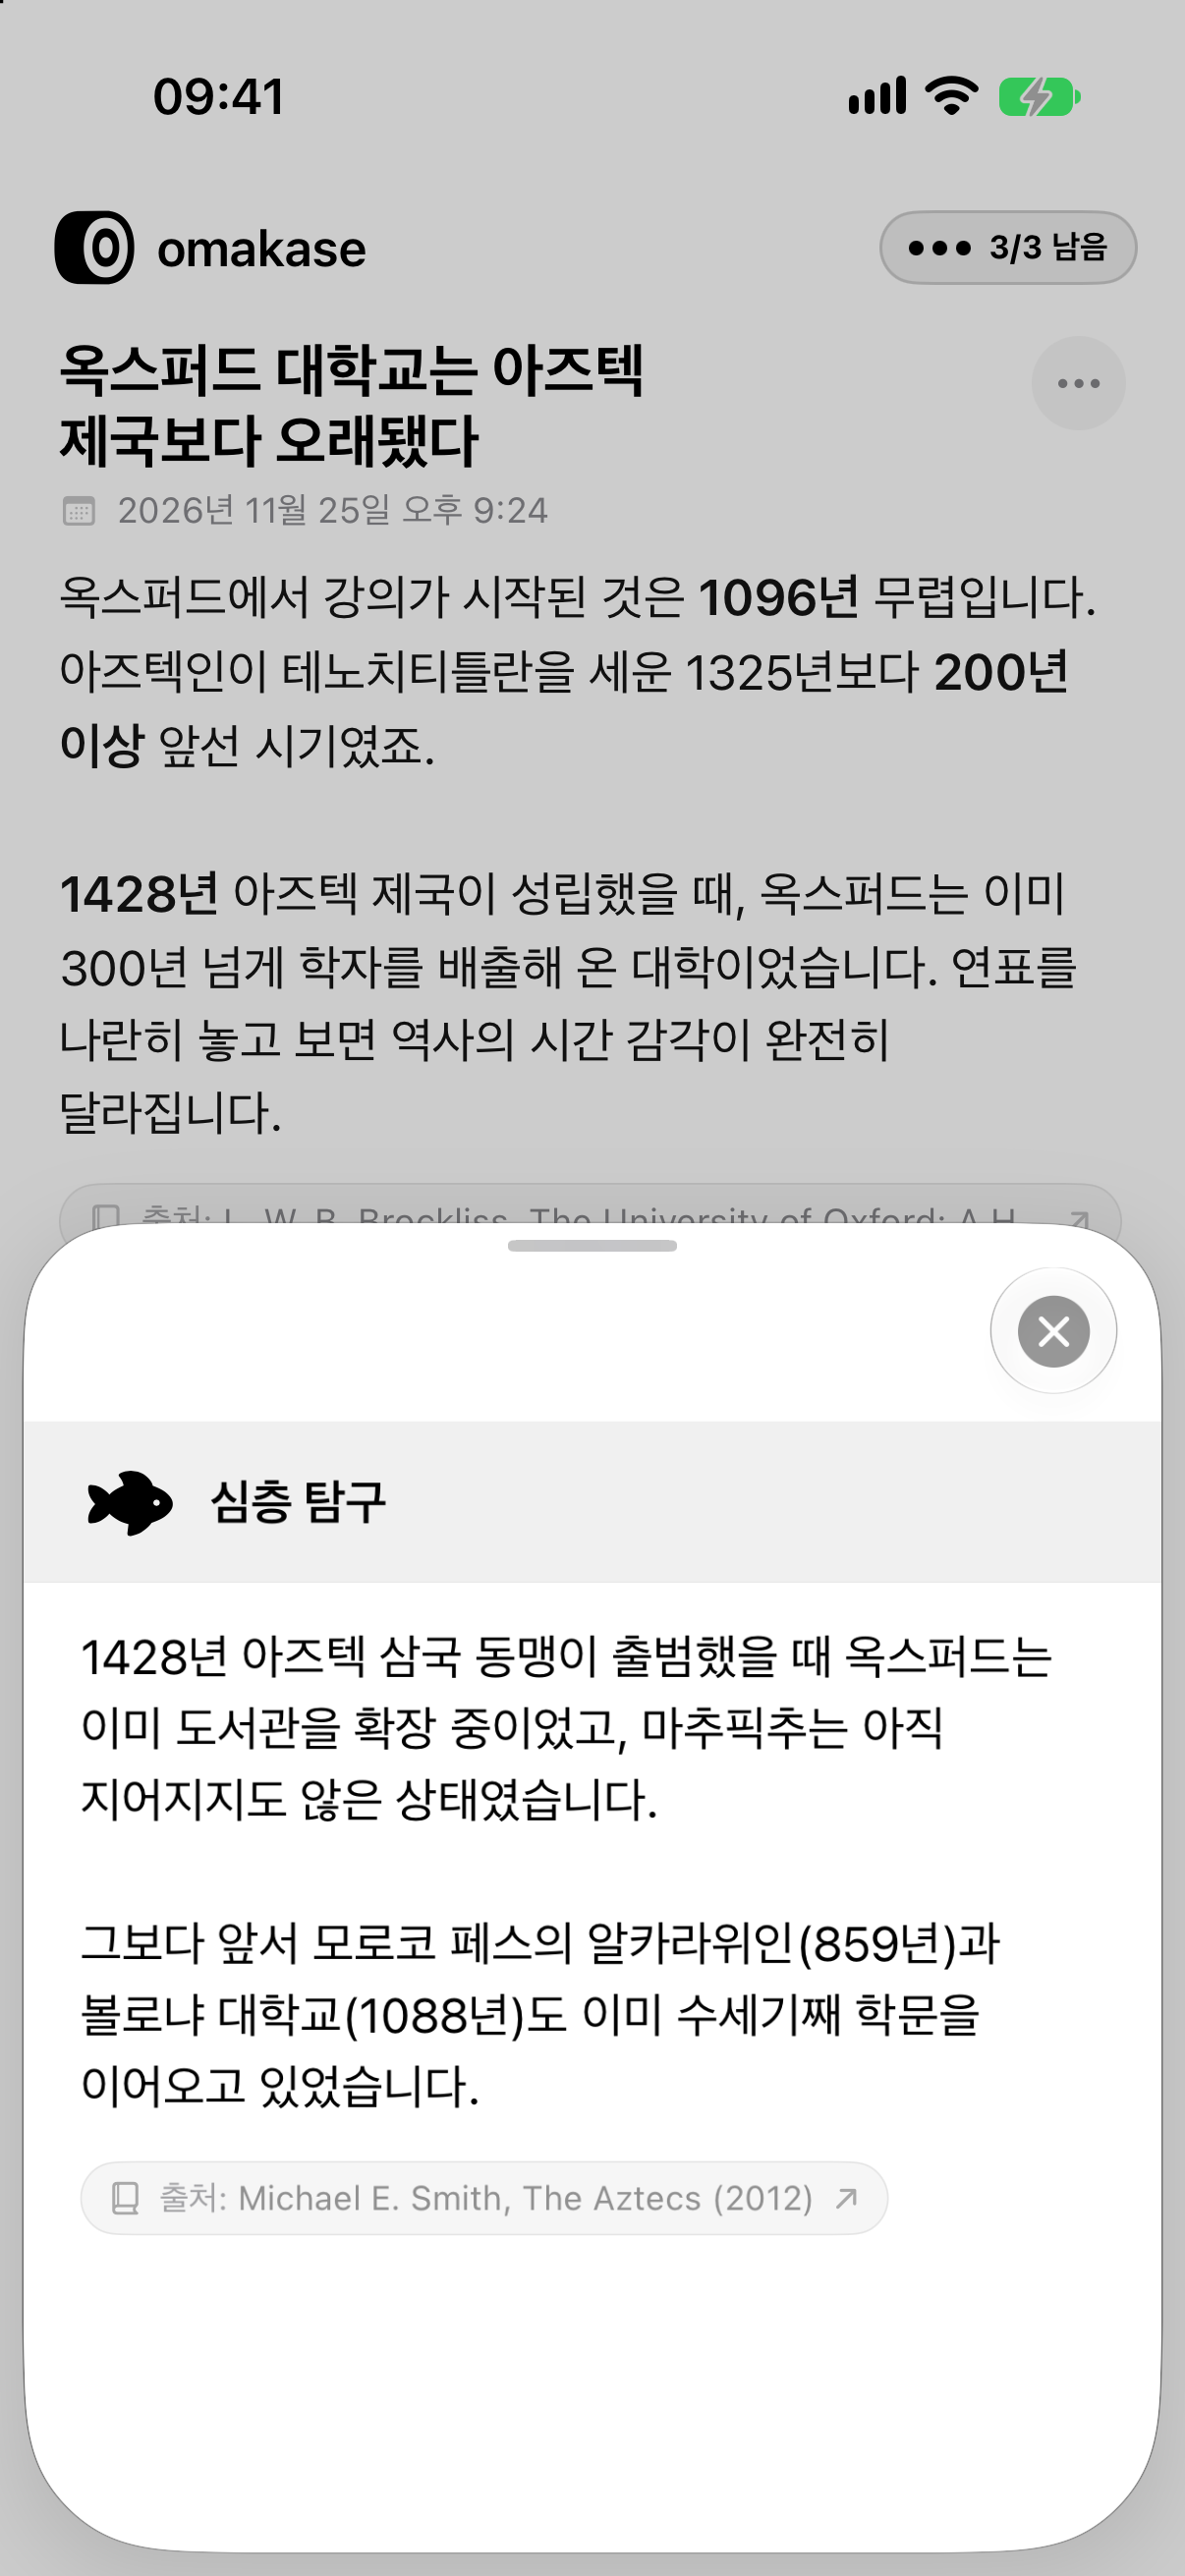 09:41
omakase
3/3 남음
옥스퍼드 대학교는 아즈텍
제국보다 오래됐다
2026년 11월 25일 오후 9:24
옥스퍼드에서 강의가 시작된 것은 1096년 무렵입니다.
아즈텍인이 테노치티틀란을 세운 1325년보다 200년
이상 앞선 시기였죠.
1428년 아즈텍 제국이 성립했을 때, 옥스퍼드는 이미
300년 넘게 학자를 배출해 온 대학이었습니다. 연표를
나란히 놓고 보면 역사의 시간 감각이 완전히
달라집니다.
출처: L. W. B. Brockliss, The University of Oxford: A H
심층 탐구
1428년 아즈텍 삼국 동맹이 출범했을 때 옥스퍼드는
이미 도서관을 확장 중이었고, 마추픽추는 아직
지어지지도 않은 상태였습니다.
그보다 앞서 모로코 페스의 알카라위인(859년)과
볼로냐 대학교(1088년)도 이미 수세기째 학문을
이어오고 있었습니다.
출처: Michael E. Smith, The Aztecs (2012)